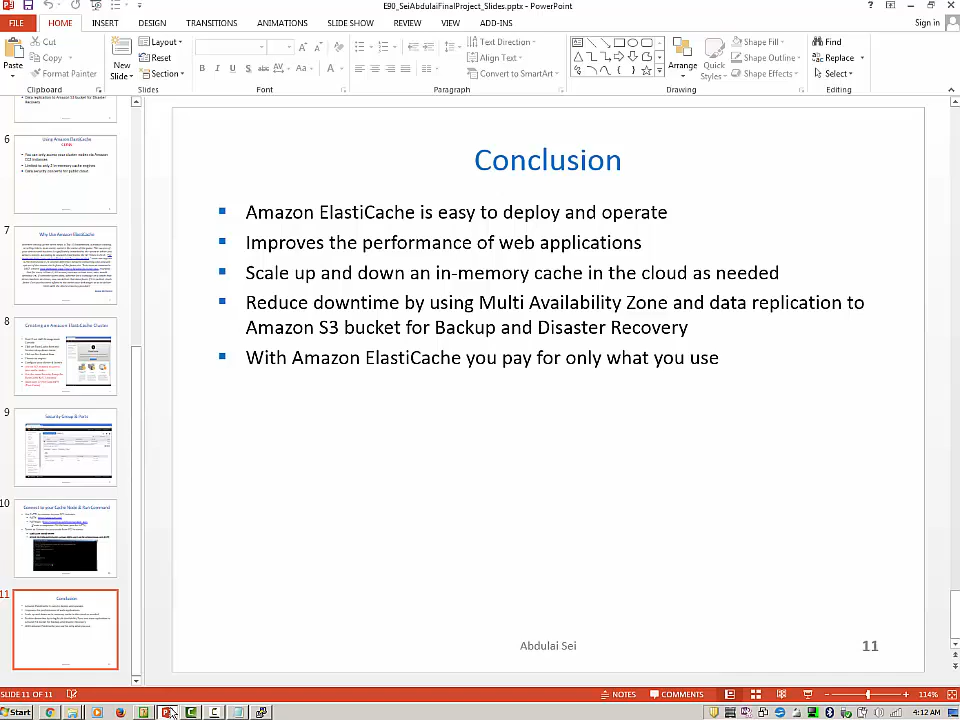 E90_SeiAbdulaiFinalProject_Slides.pptx - PowerPoint
FILE HOME INSERT DESIGN TRANSITIONS ANIMATIONS SLIDE SHOW REVIEW VIEW ADD-INS Sign in
Cut
Copy
Format Painter
Paste
Clipboard
New
Slide
Layout
Reset
Section
Slides
Font
Text Direction
Align Text
Convert to SmartArt
Paragraph
Arrange
Quick
Styles
Shape Fill
Shape Outline
Shape Effects
Drawing
Find
Replace
Select
Editing
6
Using Amazon ElastiCache
7
Why Use Amazon ElastiCache
8
Creating an Amazon ElastiCache Cluster
9
Security Group & Ports
10
Connect to your Cache Node & Run Command
11
Conclusion
Conclusion
Amazon ElastiCache is easy to deploy and operate
Improves the performance of web applications
Scale up and down an in-memory cache in the cloud as needed
Reduce downtime by using Multi Availability Zone and data replication to
Amazon S3 bucket for Backup and Disaster Recovery
With Amazon ElastiCache you pay for only what you use
Abdulai Sei
11
SLIDE 11 OF 11
NOTES
COMMENTS
114%
Start
4:12 AM